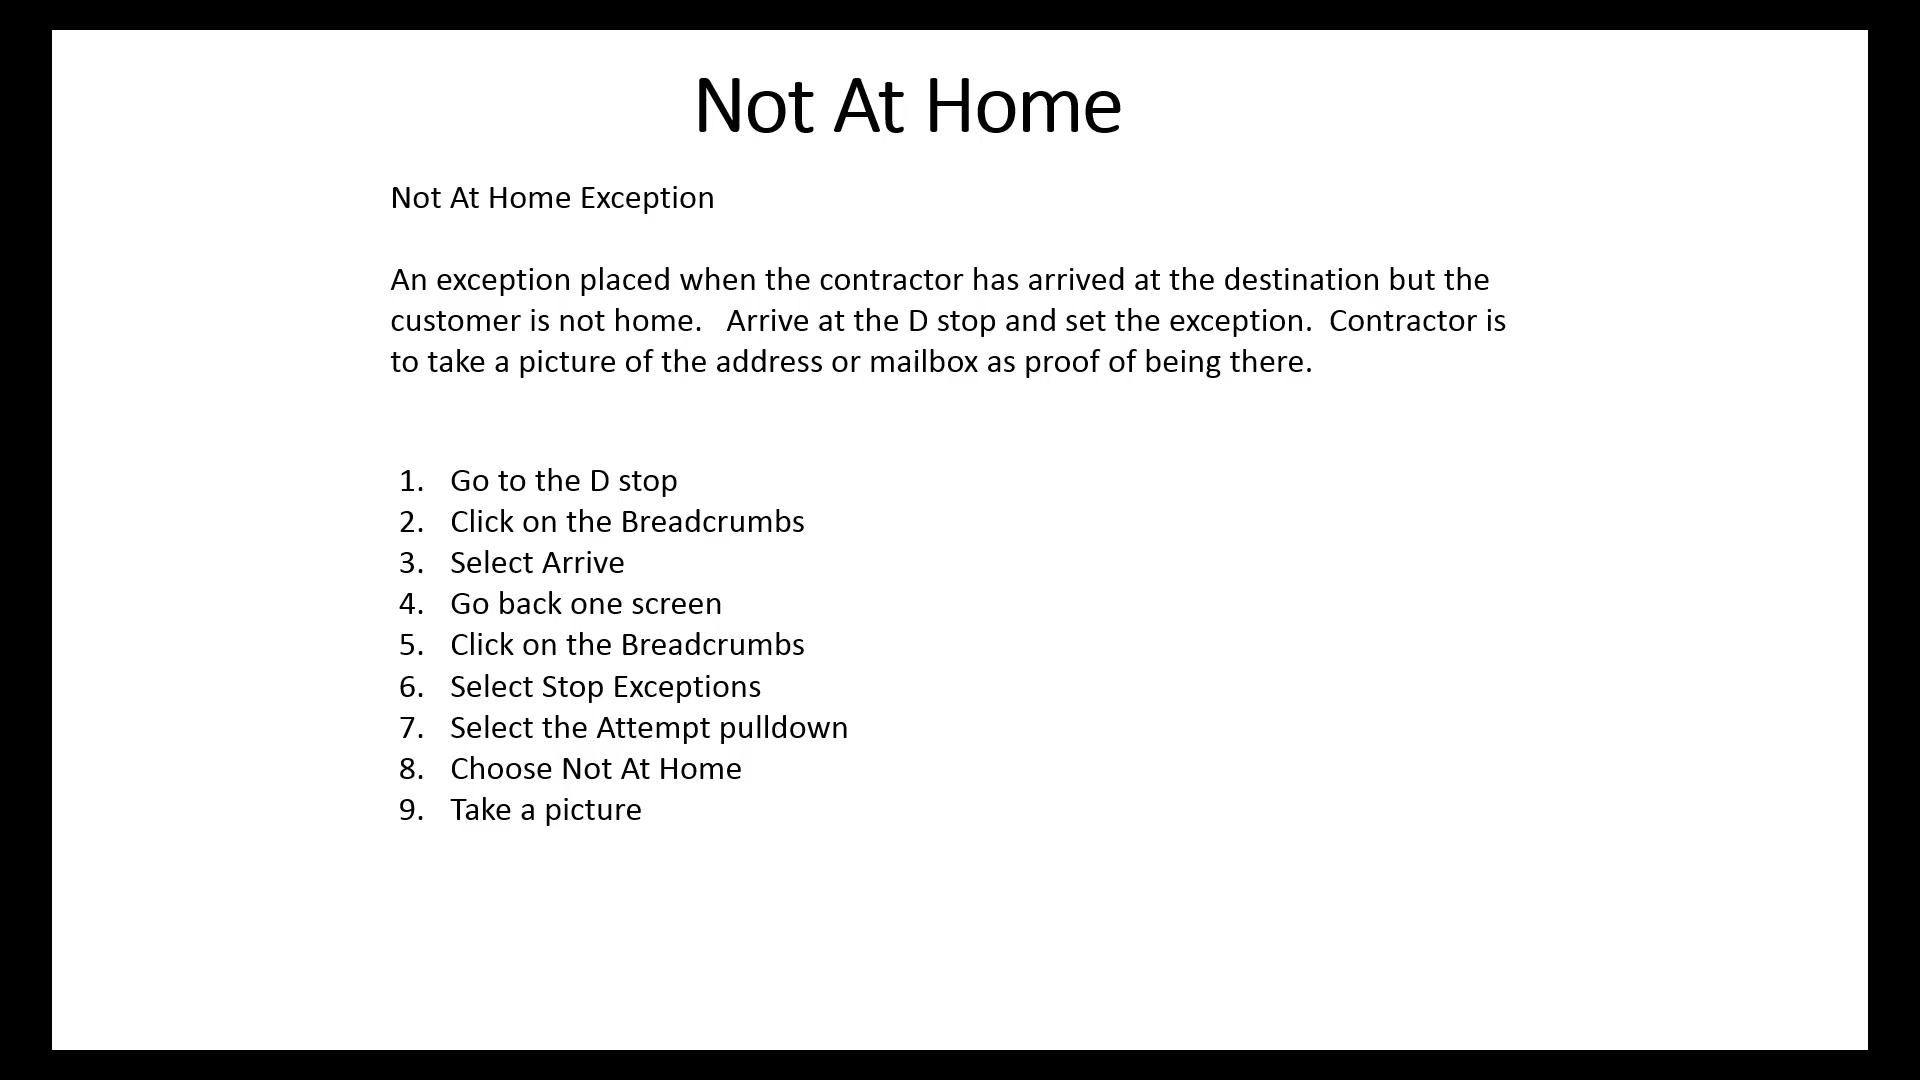 Not At Home
Not At Home Exception
An exception placed when the contractor has arrived at the destination but the
customer is not home.   Arrive at the D stop and set the exception.  Contractor is
to take a picture of the address or mailbox as proof of being there.
1. Go to the D stop
2. Click on the Breadcrumbs
3. Select Arrive
4. Go back one screen
5. Click on the Breadcrumbs
6. Select Stop Exceptions
7. Select the Attempt pulldown
8. Choose Not At Home
9. Take a picture